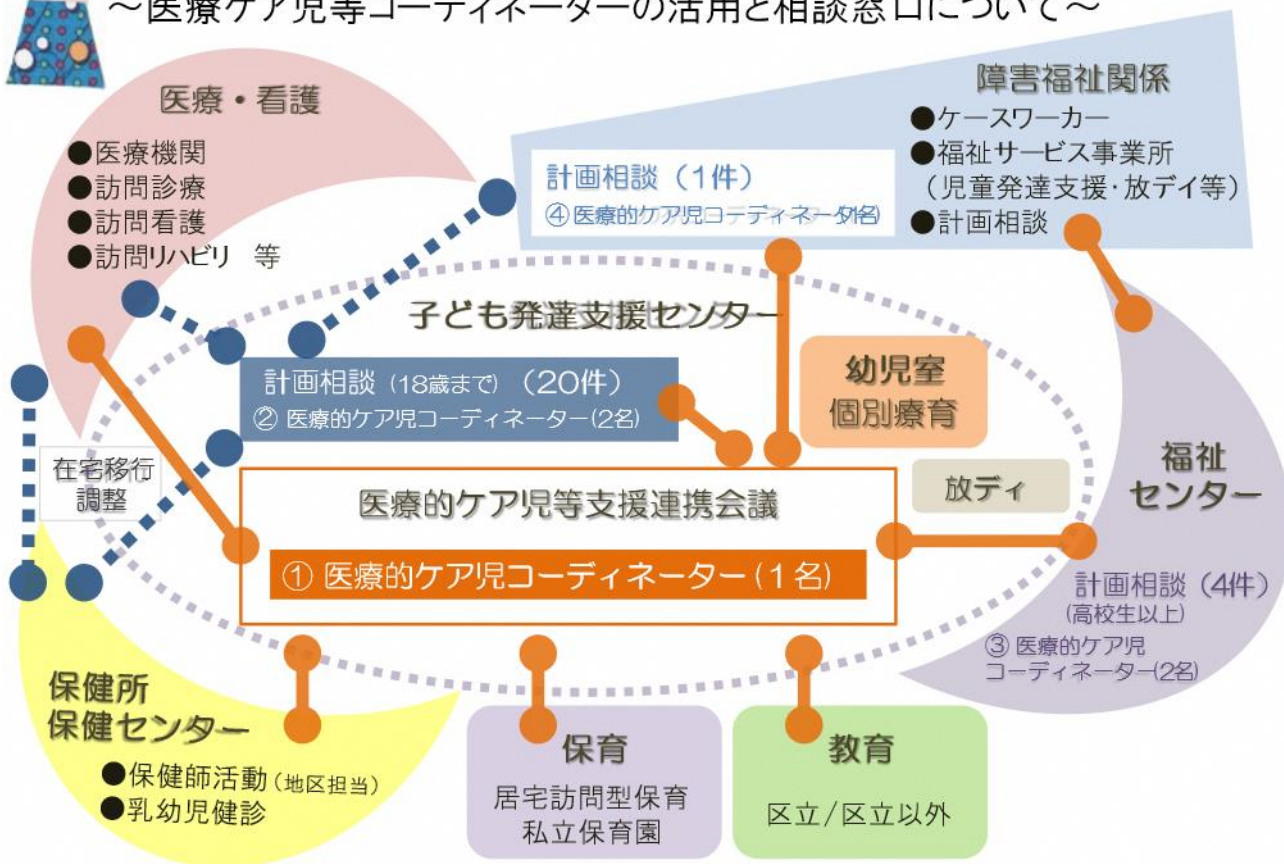 ～医療ケア児等コーディネーターの活用と相談窓口について～
医療・看護
●医療機関
●訪問診療
●訪問看護
●訪問リハビリ 等
障害福祉関係
●ケースワーカー
●福祉サービス事業所
（児童発達支援・放デイ等）
●計画相談
計画相談（1件）
④医療的ケア児コーディネーター(1名)
子ども発達支援センター
計画相談（18歳まで）（20件）
② 医療的ケア児コーディネーター(2名)
幼児室
個別療育
在宅移行
調整
医療的ケア児等支援連携会議
① 医療的ケア児コーディネーター(1名)
放デイ
福祉
センター
計画相談（4件）
(高校生以上)
③ 医療的ケア児
コーディネーター(2名)
保健所
保健センター
●保健師活動(地区担当)
●乳幼児健診
保育
居宅訪問型保育
私立保育園
教育
区立/区立以外